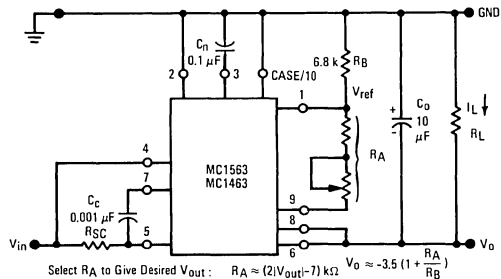 GND
Cn
0.1 μF
6.8 k
RB
2
3
CASE/10
1
Vref
+
-
Co
10
μF
IL
RL
RA
4
7
MC1563
MC1463
CC
0.001 μF
9
8
Vin
RSC
5
6
Vo
Select RA to Give Desired Vout : RA ≈ (2|Vout|-7) kΩ
Vo ≈ -3.5 (1 + RA/RB)